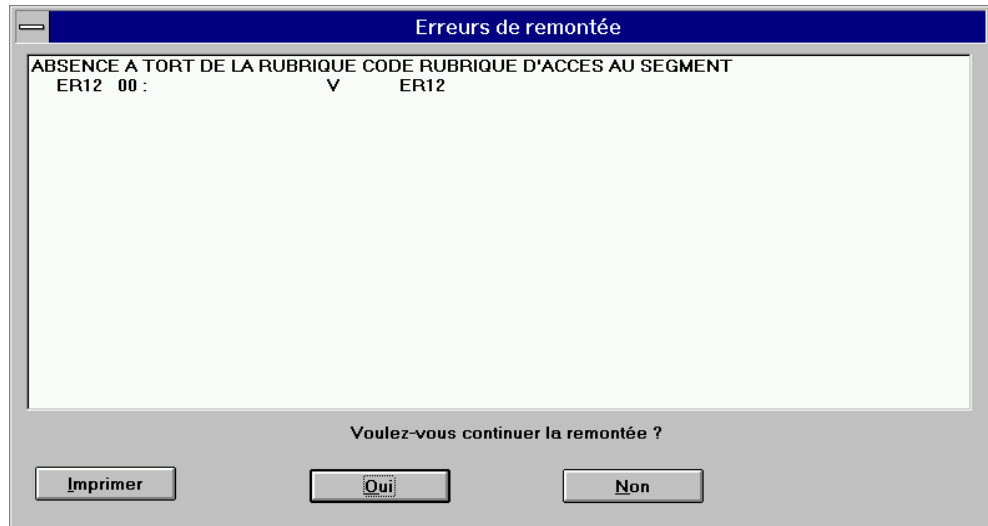 Erreurs de remontée
ABSENCE A TORT DE LA RUBRIQUE CODE RUBRIQUE D'ACCES AU SEGMENT
ER12 00 : V ER12
Voulez-vous continuer la remontée ?
Imprimer Oui Non